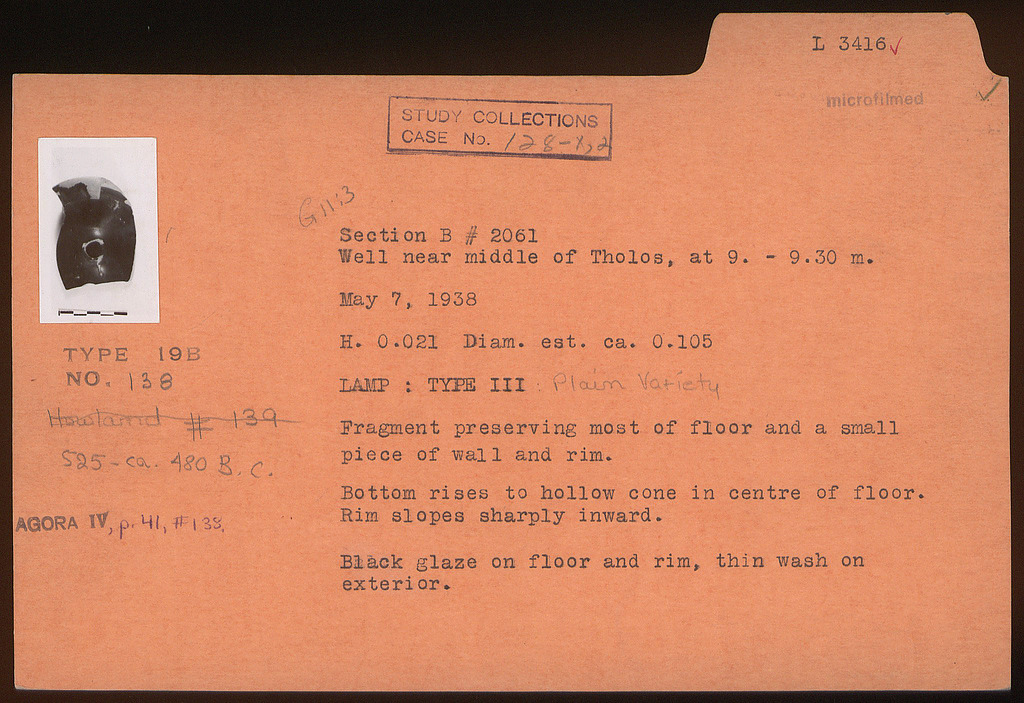 L 3416 ✓
microfilmed
STUDY COLLECTIONS
CASE No. 128-
G 11:3
Section B # 2061
Well near middle of Tholos, at 9. - 9.30 m.
May 7, 1938
H. 0.021 Diam. est. ca. 0.105
LAMP : TYPE III : Plain Variety
Fragment preserving most of floor and a small
piece of wall and rim.
Bottom rises to hollow cone in centre of floor.
Rim slopes sharply inward.
Black glaze on floor and rim, thin wash on
exterior.
TYPE 19B
NO. 138
Howland # 139
525-ca. 480 B.C.
AGORA IV, p. 41, #138.